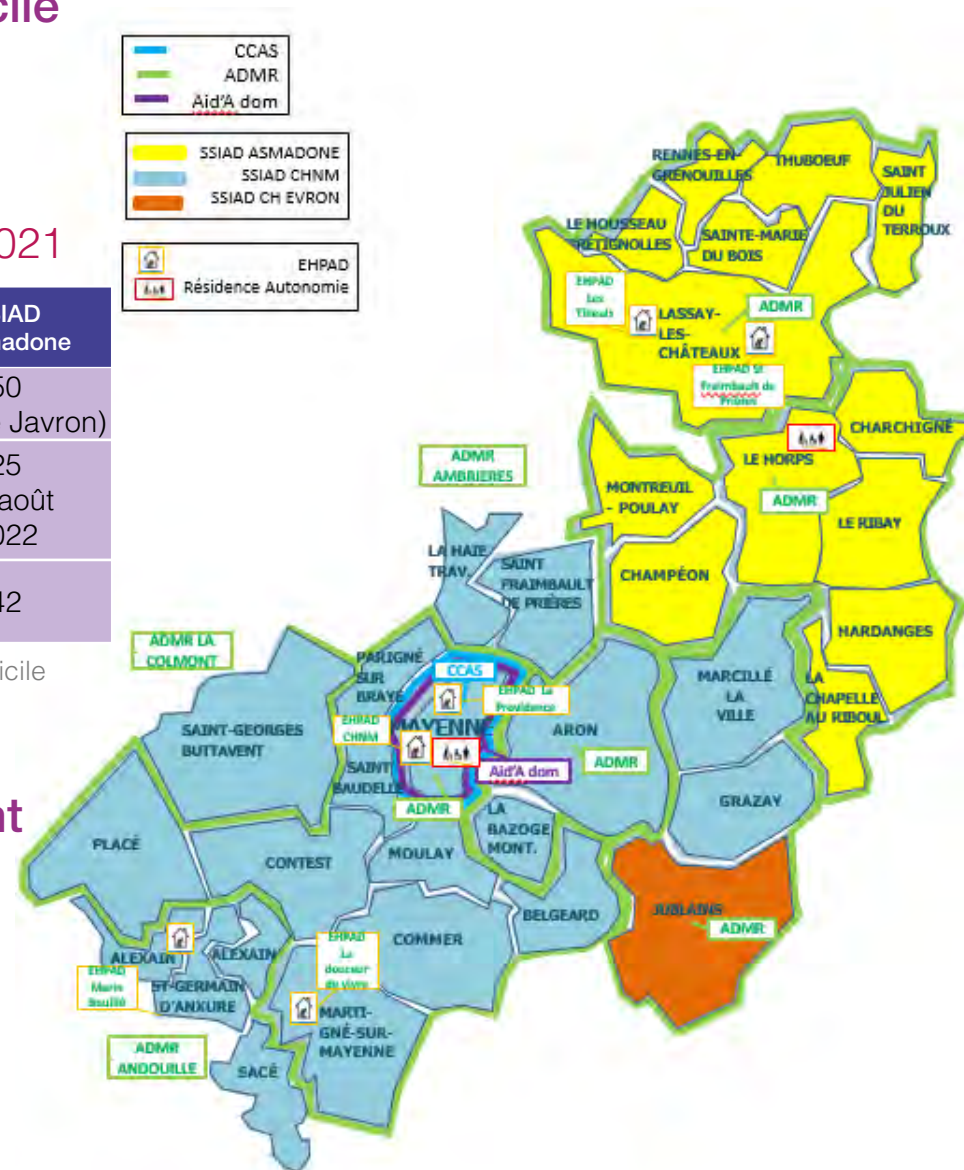 cile
CCAS
ADMR
Aid'A dom
SSIAD ASMADONE
SSIAD CHNM
SSIAD CH EVRON
EHPAD
Résidence Autonomie
021
SIAD
adone
50
Javron)
25
août
022
42
icile
nt
RENNES-EN-
GRENOUILLES
THUBOEUF
SAINT
JULIEN
DU
TERROUX
LE HOUSSEAU
BRÉTIGNOLLES
SAINTE-MARIE
DU BOIS
EHPAD
Les
Tilleuls
LASSAY-
LES-
CHÂTEAUX
ADMR
EHPAD St
Fraimbault de
ADMR
AMBRIERES
MONTREUIL
- POULAY
CHARCHIGNÉ
LE HORPS
ADMR
LE RIBAY
LA HAIE
TRAV.
SAINT
FRAIMBAULT
DE PRIÈRES
CHAMPÉON
HARDANGES
ADMR LA
COLMONT
PARIGNÉ
SUR
BRAYE
CCAS
EHPAD La
Providence
MARCILLÉ
LA
VILLE
LA
CHAPELLE
AU RIBOUL
SAINT-GEORGES
BUTTAVENT
EHPAD
CHNM
MAYENNE
ARON
ADMR
SAINT
BAUDELLE
Aid'A dom
ADMR
GRAZAY
PLACÉ
CONTEST
MOULAY
LA
BAZOGE
MONT.
BELGEARD
JUBLAINS
ADMR
ALEXAIN
ALEXAIN
EHPAD
La
douceur
de vivre
COMMER
EHPAD
Marin
Bouillé
ST-GERMAIN
D'ANXURE
MARTI-
GNÉ-SUR-
MAYENNE
ADMR
ANDOUILLE
SACÉ